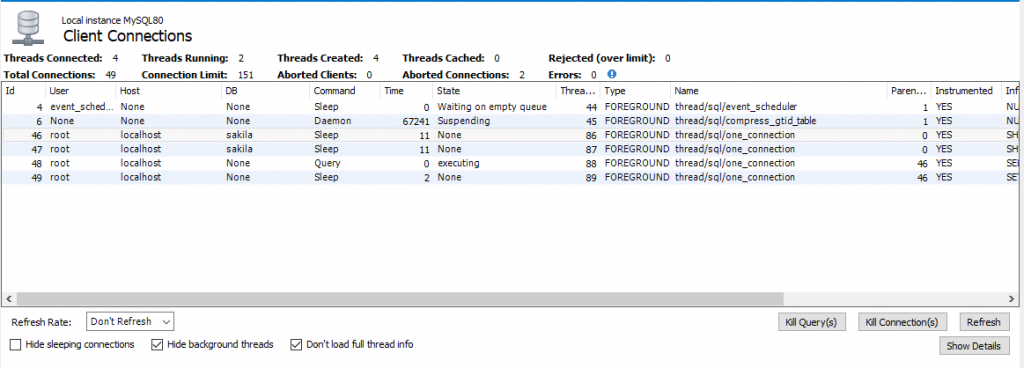 Local instance MySQL80
Client Connections
Threads Connected: 4 Threads Running: 2 Threads Created: 4 Threads Cached: 0 Rejected (over limit): 0
Total Connections: 49 Connection Limit: 151 Aborted Clients: 0 Aborted Connections: 2 Errors: 0
Id User Host DB Command Time State Threa... Type Name Paren... Instrumented Inf
4 event_sched... None None Sleep 0 Waiting on empty queue 44 FOREGROUND thread/sql/event_scheduler 1 YES NU
6 None None None Daemon 67241 Suspending 45 FOREGROUND thread/sql/compress_gtid_table 1 YES NU
46 root localhost sakila Sleep 11 None 86 FOREGROUND thread/sql/one_connection 0 YES SH
47 root localhost sakila Sleep 11 None 87 FOREGROUND thread/sql/one_connection 0 YES SH
48 root localhost None Query 0 executing 88 FOREGROUND thread/sql/one_connection 46 YES SEL
49 root localhost None Sleep 2 None 89 FOREGROUND thread/sql/one_connection 46 YES SET
Refresh Rate: Don't Refresh Kill Query(s) Kill Connection(s) Refresh
Hide sleeping connections Hide background threads Don't load full thread info Show Details